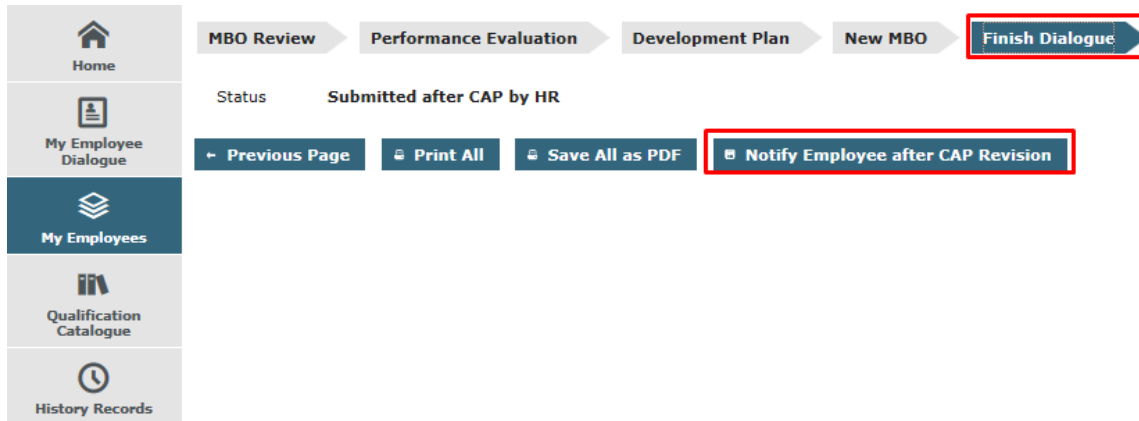 Home
My Employee
Dialogue
My Employees
Qualification
Catalogue
History Records
MBO Review Performance Evaluation Development Plan New MBO Finish Dialogue
Status Submitted after CAP by HR
← Previous Page Print All Save All as PDF Notify Employee after CAP Revision